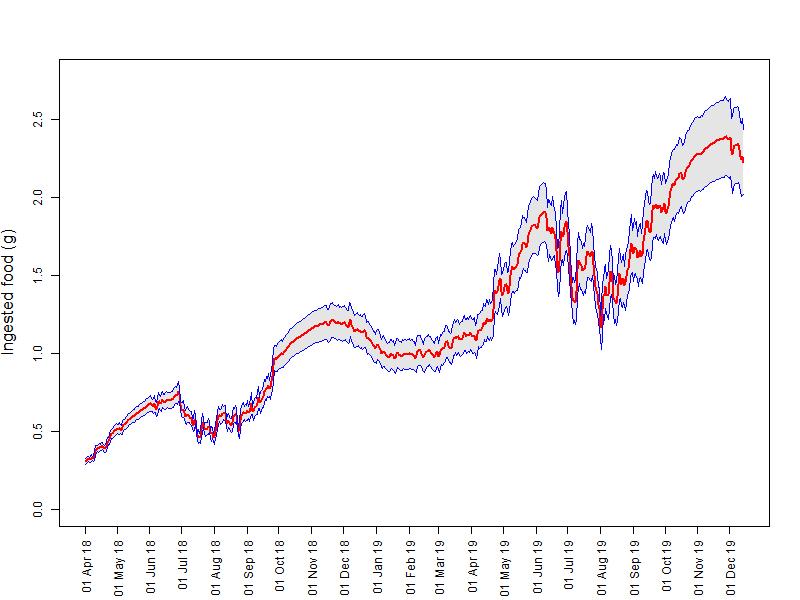 Ingested food (g)
2.5
2.0
1.5
1.0
0.5
0.0
01 Apr 18
01 May 18
01 Jun 18
01 Jul 18
01 Aug 18
01 Sep 18
01 Oct 18
01 Nov 18
01 Dec 18
01 Jan 19
01 Feb 19
01 Mar 19
01 Apr 19
01 May 19
01 Jun 19
01 Jul 19
01 Aug 19
01 Sep 19
01 Oct 19
01 Nov 19
01 Dec 19